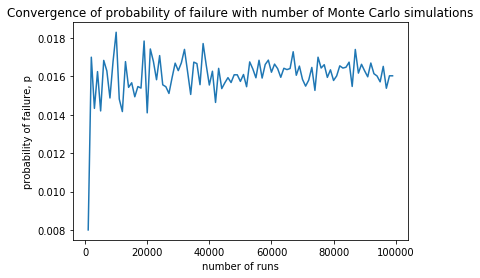 Convergence of probability of failure with number of Monte Carlo simulations
0.018
0.016
0.014
0.012
0.010
0.008
probability of failure, p
0 20000 40000 60000 80000 100000
number of runs